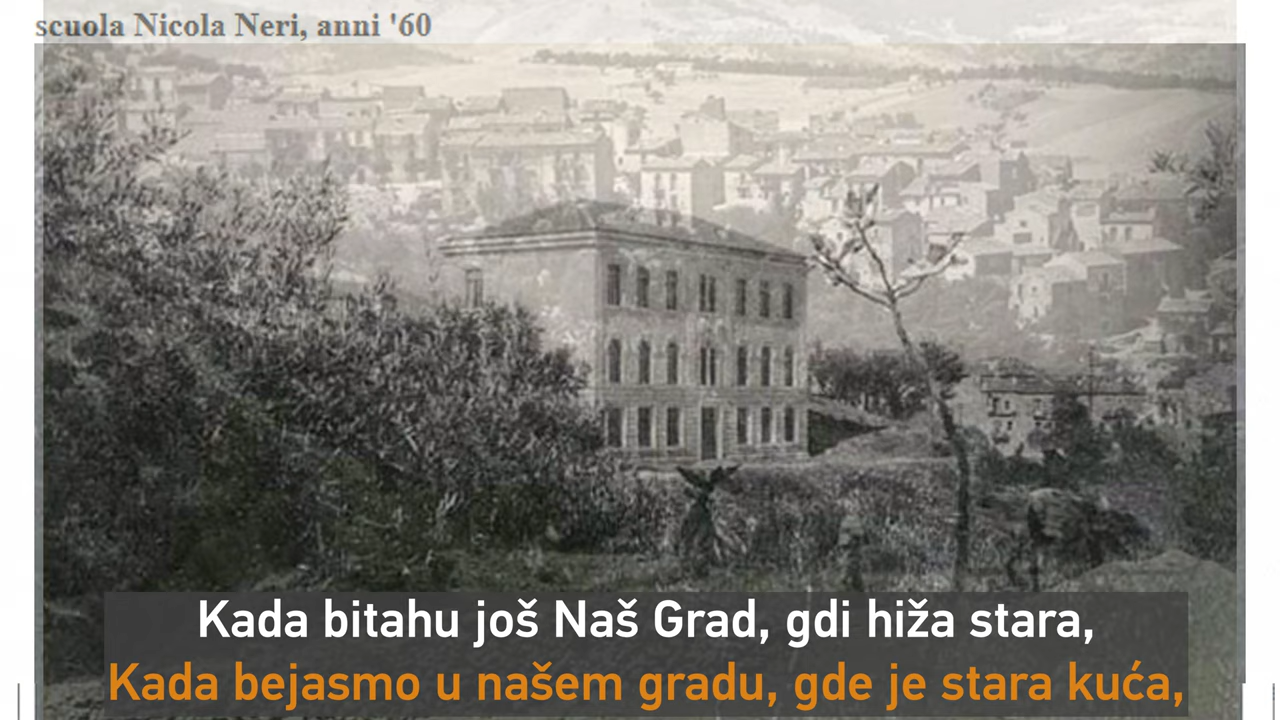 scuola Nicola Neri, anni '60
Kada bitahu još Naš Grad, gdi hiža stara,
Kada bejasmo u našem gradu, gde je stara kuća,